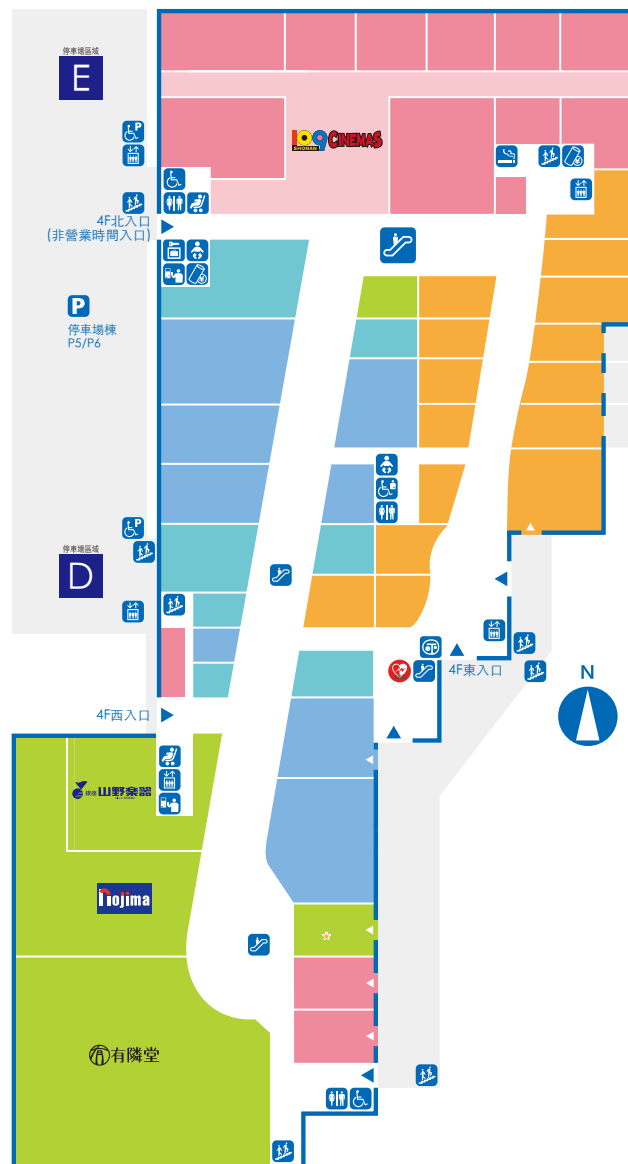 停車場區域
E
109 CINEMAS
SHONAN
P
4F北入口
(非營業時間入口)
P
停車場棟
P5/P6
P
停車場區域
D
4F東入口
N
4F西入口
銀座 山野楽器
nojima
有隣堂